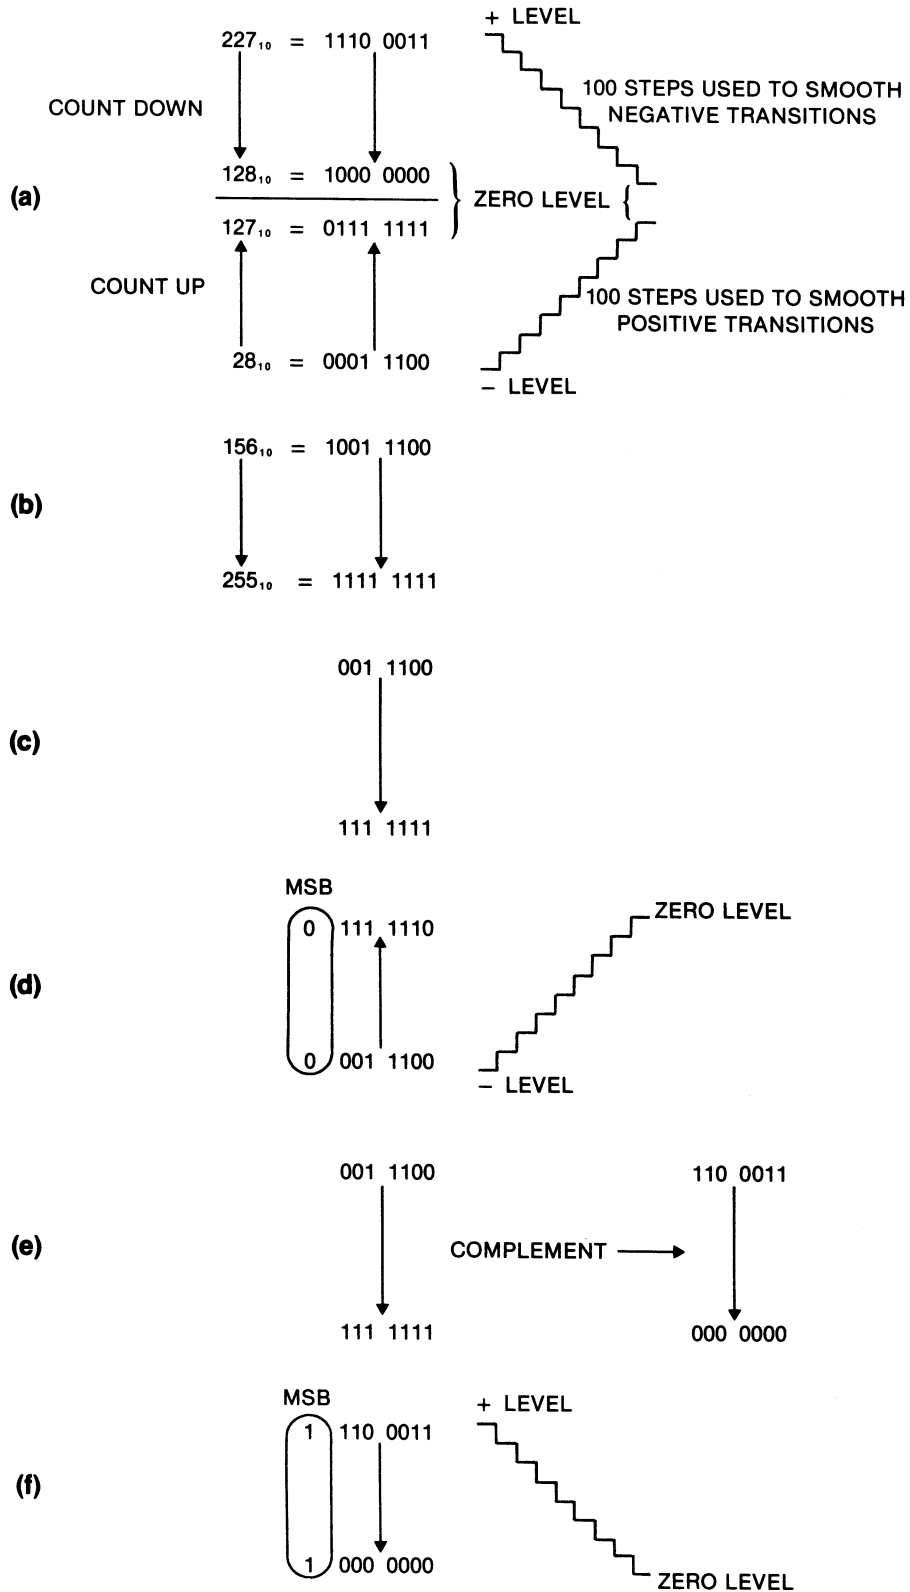 + LEVEL
227₁₀ = 1110 0011
COUNT DOWN
100 STEPS USED TO SMOOTH
NEGATIVE TRANSITIONS
128₁₀ = 1000 0000
(a)
ZERO LEVEL
127₁₀ = 0111 1111
COUNT UP
100 STEPS USED TO SMOOTH
POSITIVE TRANSITIONS
28₁₀ = 0001 1100
− LEVEL
156₁₀ = 1001 1100
(b)
255₁₀ = 1111 1111
001 1100
(c)
111 1111
MSB
0 111 1110
ZERO LEVEL
(d)
0 001 1100
− LEVEL
001 1100
110 0011
(e)
COMPLEMENT
111 1111
000 0000
MSB
+ LEVEL
1 110 0011
(f)
1 000 0000
ZERO LEVEL